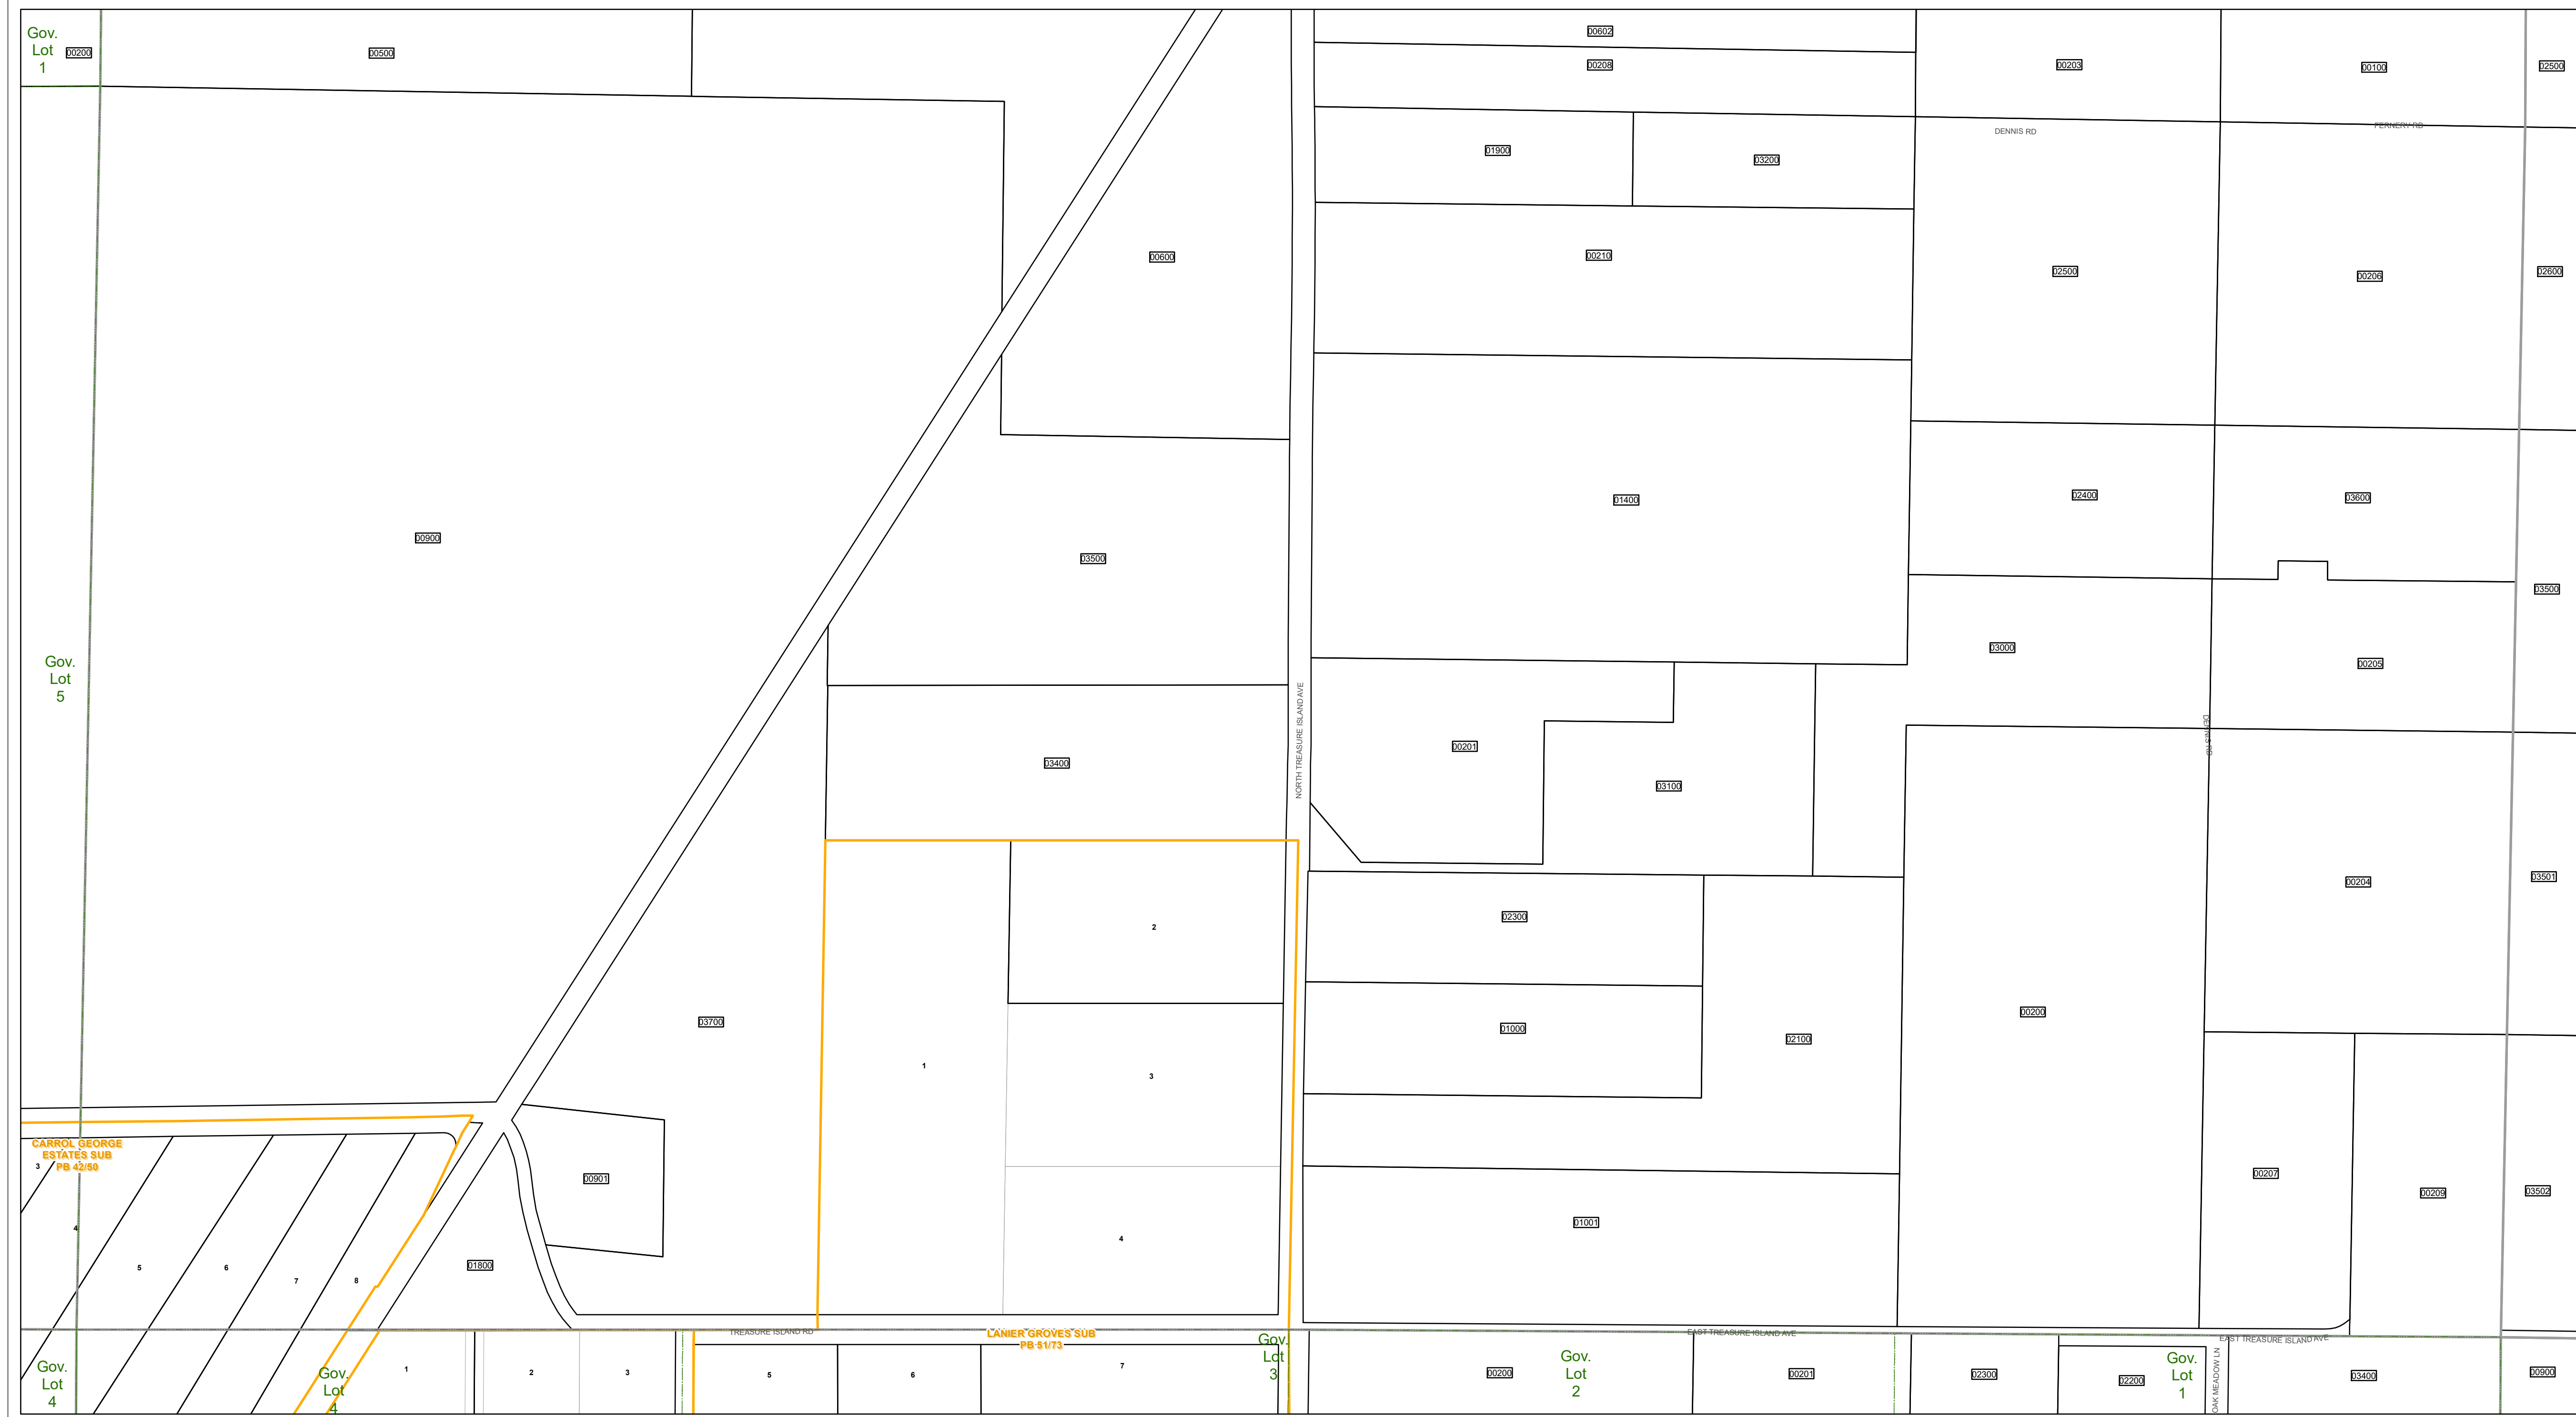 Gov.
Lot
1
00200
00500
00602
00208
00203
00100
02500
DENNIS RD
FERNERY RD
01900
03200
00600
00210
02500
00206
02600
00900
03500
01400
02400
03600
03500
Gov.
Lot
5
03000
00205
NORTH TREASURE ISLAND AVE
DENNIS RD
03400
00201
03100
00204
03501
2
02300
03700
1
3
01000
02100
00200
CARROL GEORGE
ESTATES SUB
PB 42/50
3
4
5
6
7
8
00901
01800
4
01001
00207
00209
03502
TREASURE ISLAND RD
LANIER GROVES SUB
PB 51/73
EAST TREASURE ISLAND AVE
EAST TREASURE ISLAND AVE
Gov.
Lot
4
Gov.
Lot
4
1
2
3
5
6
7
Gov.
Lot
3
00200
Gov.
Lot
2
00201
02300
02200
Gov.
Lot
1
OAK MEADOW LN
03400
00900